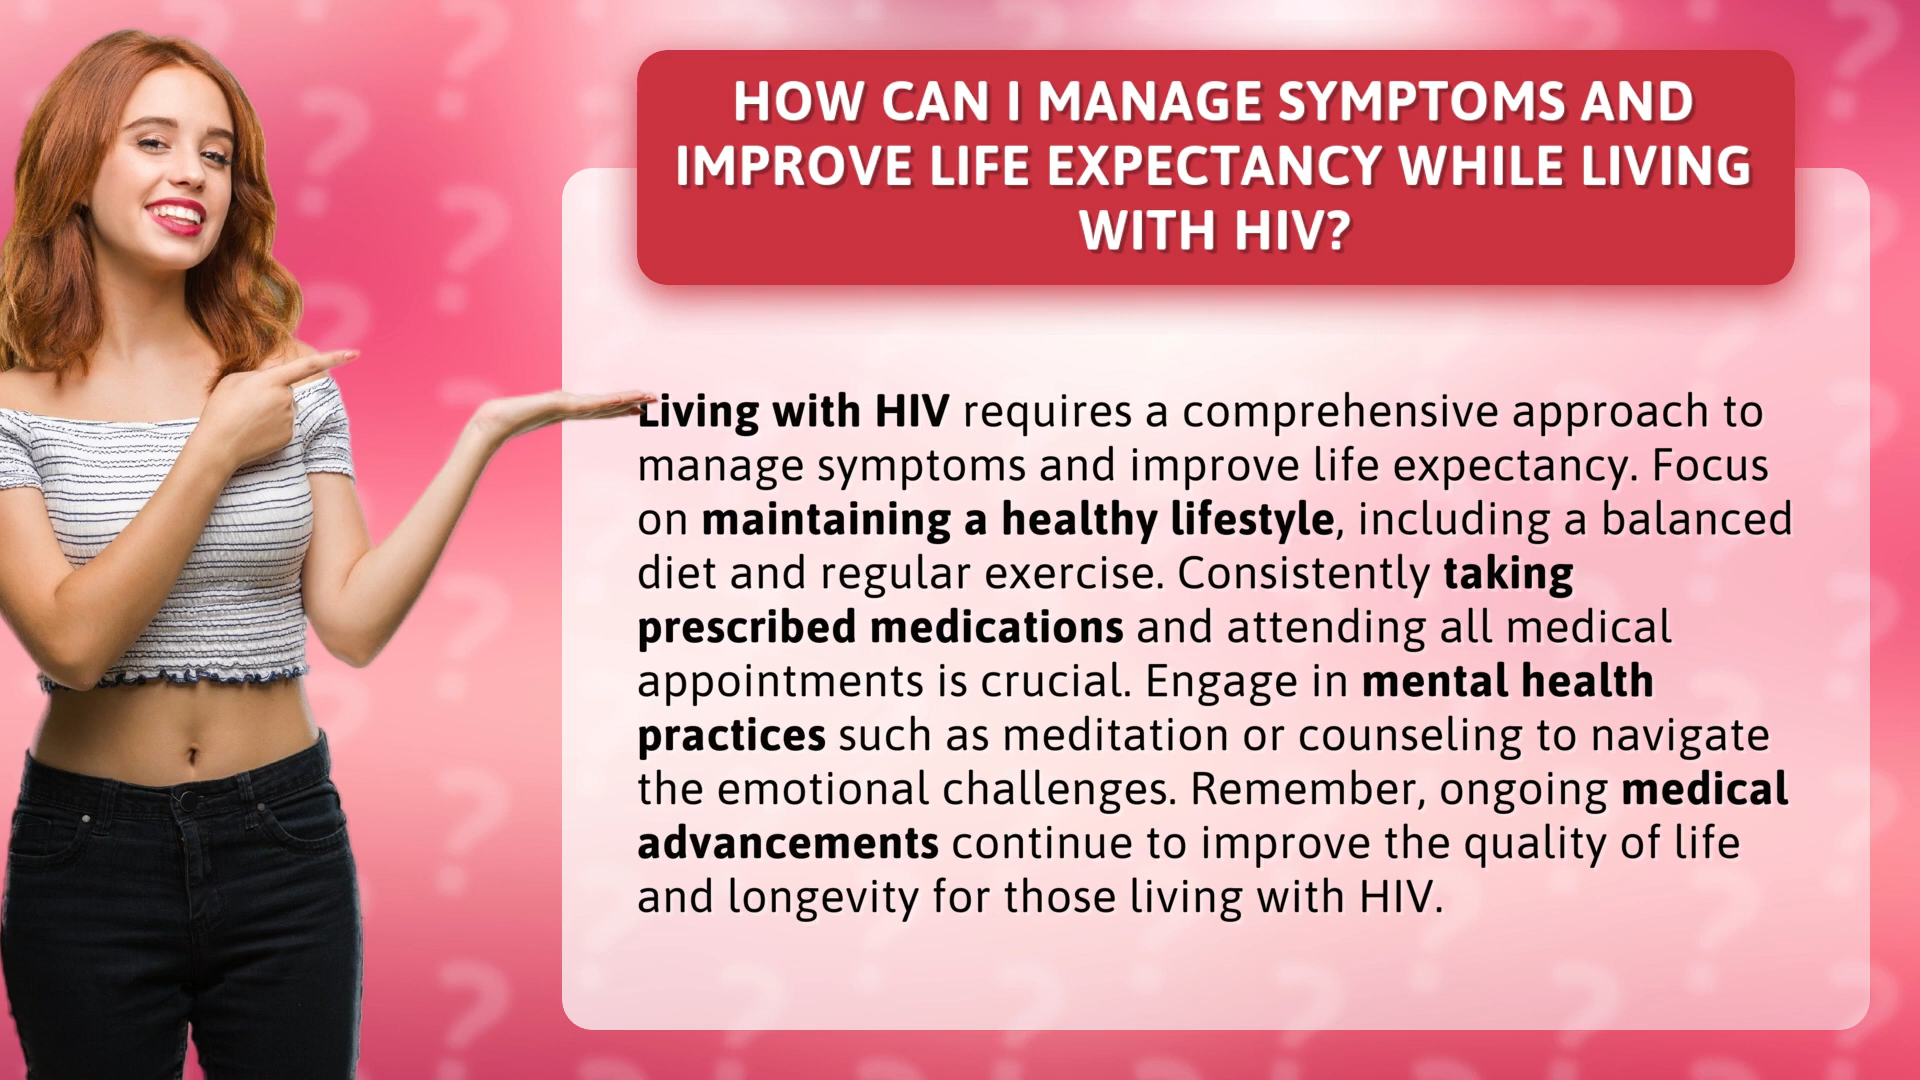 HOW CAN I MANAGE SYMPTOMS AND
IMPROVE LIFE EXPECTANCY WHILE LIVING
WITH HIV?
Living with HIV requires a comprehensive approach to
manage symptoms and improve life expectancy. Focus
on maintaining a healthy lifestyle, including a balanced
diet and regular exercise. Consistently taking
prescribed medications and attending all medical
appointments is crucial. Engage in mental health
practices such as meditation or counseling to navigate
the emotional challenges. Remember, ongoing medical
advancements continue to improve the quality of life
and longevity for those living with HIV.